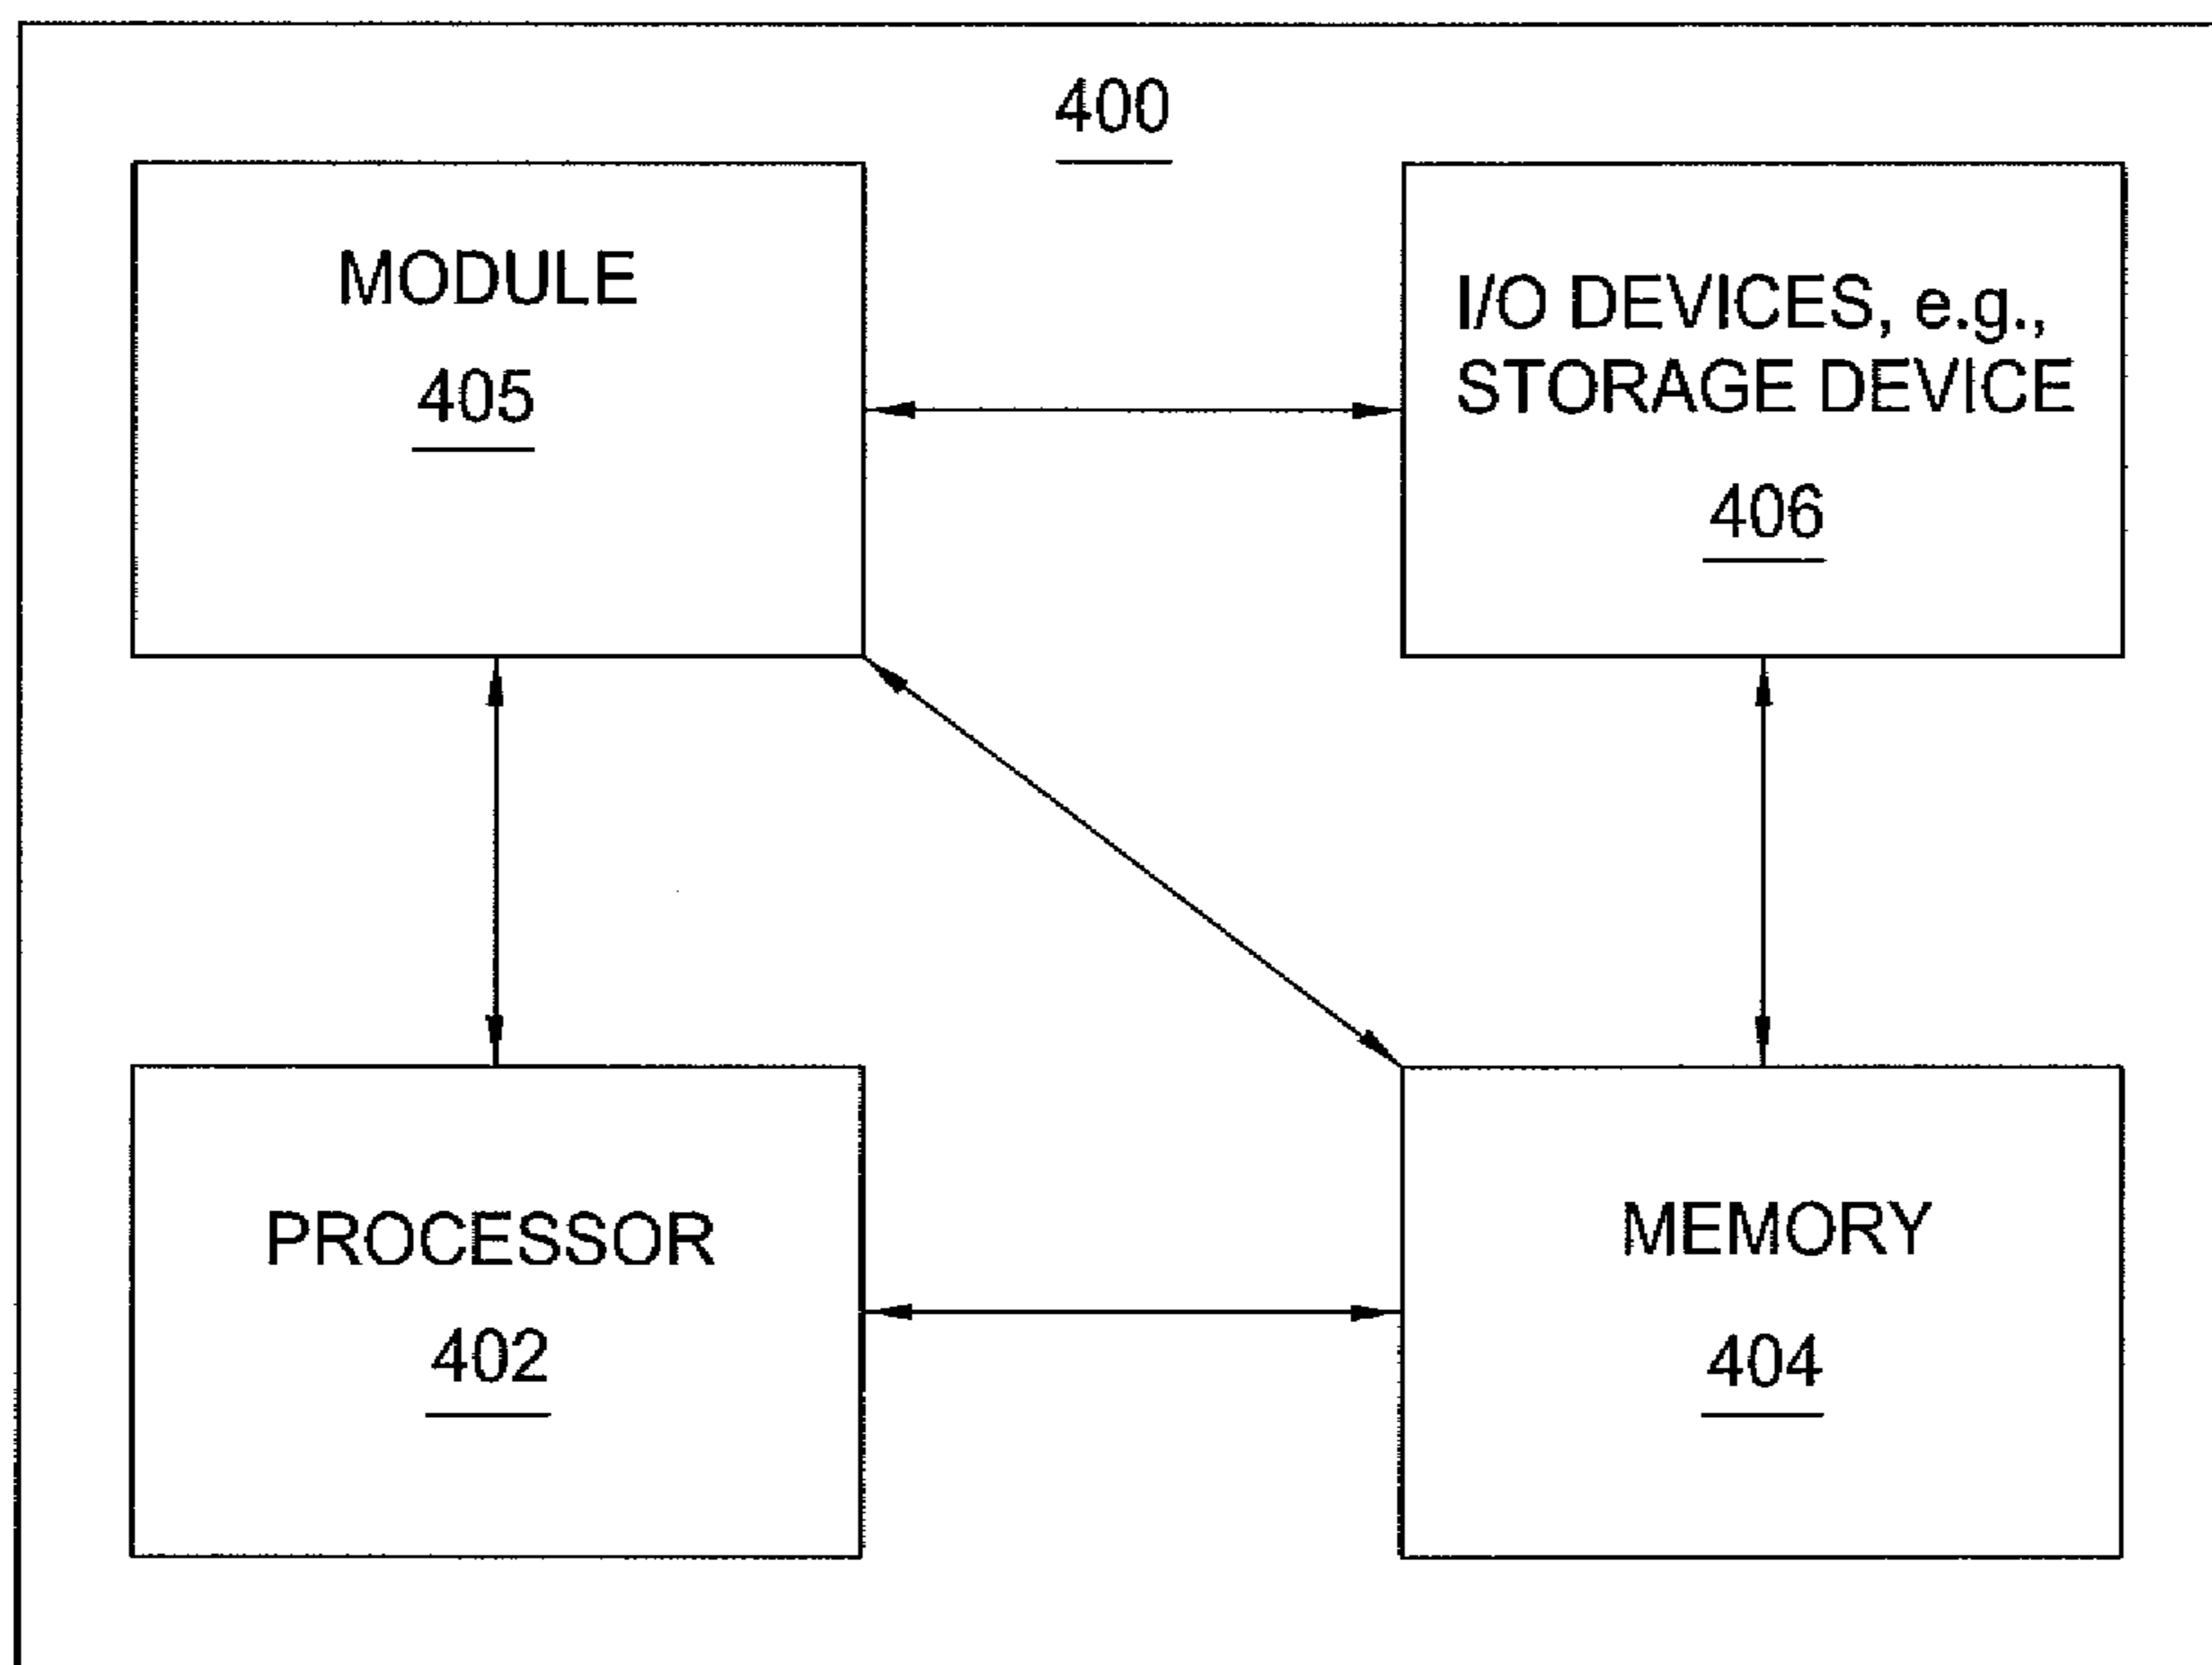 400
MODULE
405
I/O DEVICES, e.g.,
STORAGE DEVICE
406
PROCESSOR
402
MEMORY
404